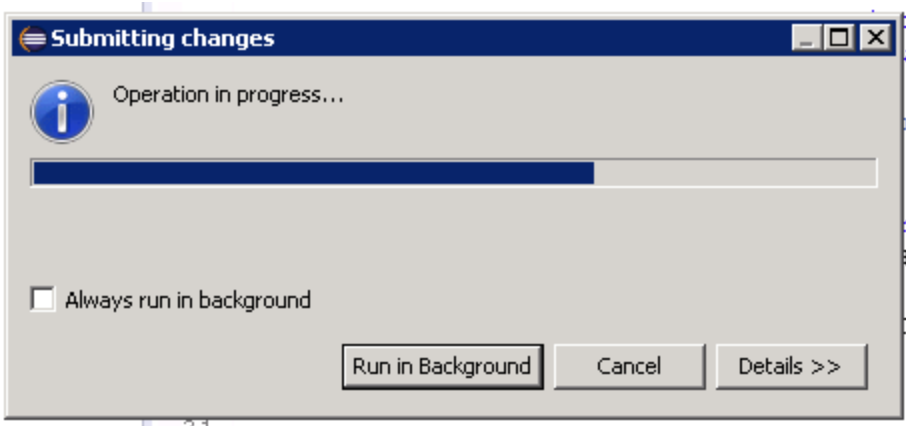 Submitting changes
Operation in progress...
Always run in background
Run in Background
Cancel
Details >>